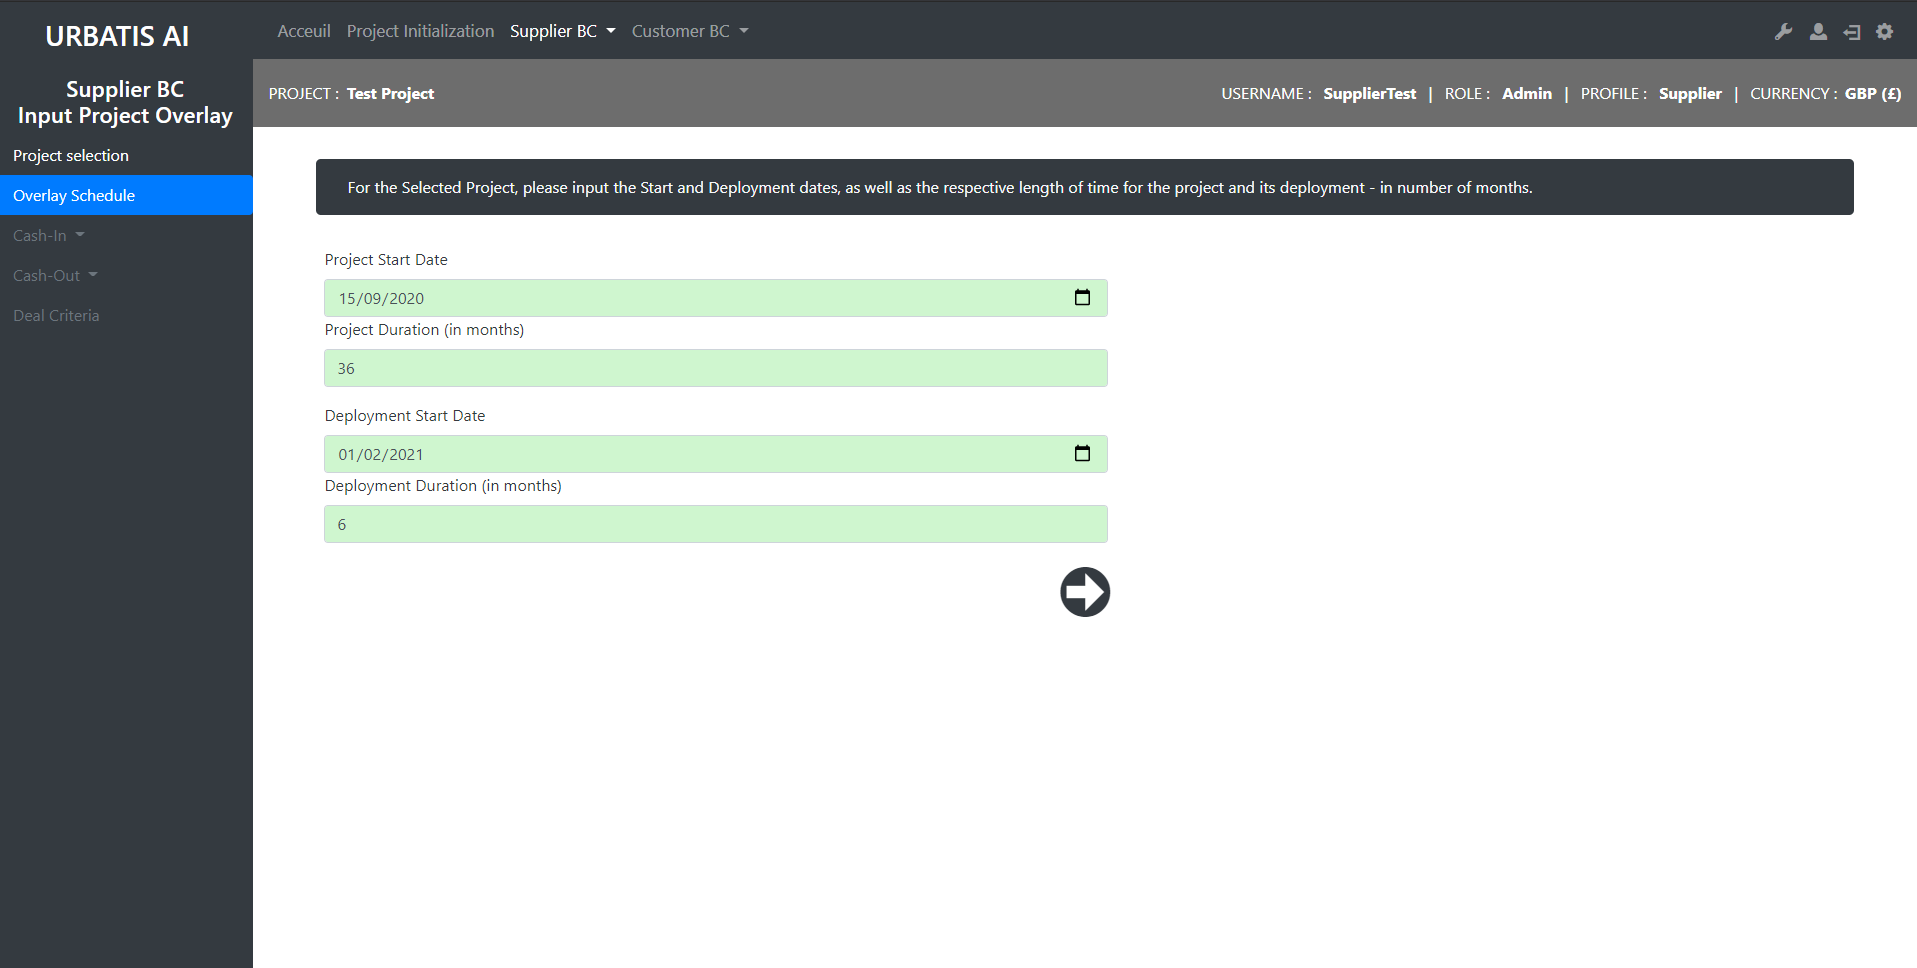 URBATIS AI
Acceuil Project Initialization Supplier BC Customer BC
Supplier BC
Input Project Overlay
Project selection
Overlay Schedule
Cash-In
Cash-Out
Deal Criteria
PROJECT : Test Project
USERNAME : SupplierTest | ROLE : Admin | PROFILE : Supplier | CURRENCY : GBP (£)
For the Selected Project, please input the Start and Deployment dates, as well as the respective length of time for the project and its deployment - in number of months.
Project Start Date
15/09/2020
Project Duration (in months)
36
Deployment Start Date
01/02/2021
Deployment Duration (in months)
6